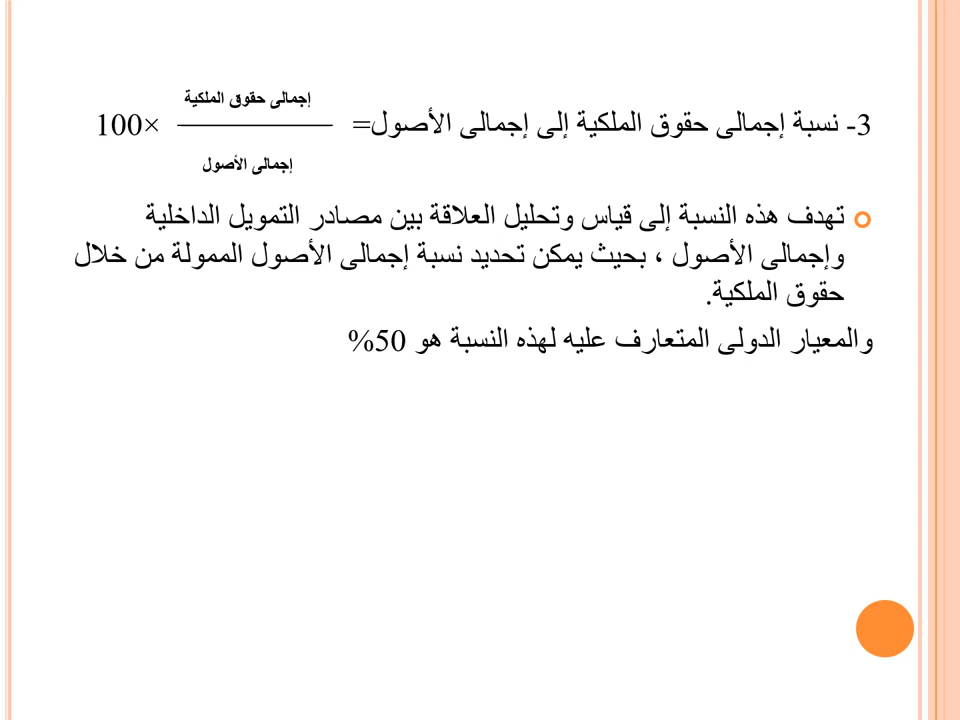 إجمالى حقوق الملكية
3- نسبة إجمالى حقوق الملكية إلى إجمالى الأصول= ×100
إجمالى الأصول
تهدف هذه النسبة إلى قياس وتحليل العلاقة بين مصادر التمويل الداخلية
وإجمالى الأصول ، بحيث يمكن تحديد نسبة إجمالى الأصول الممولة من خلال
حقوق الملكية.
والمعيار الدولى المتعارف عليه لهذه النسبة هو 50%